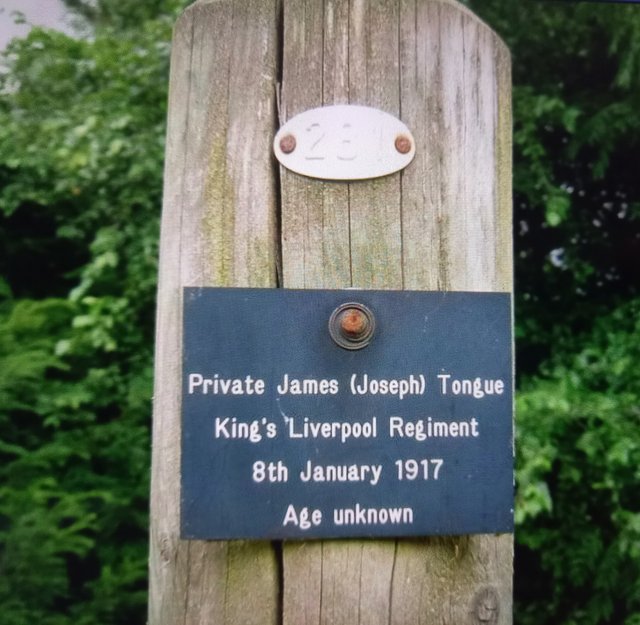 Private James (Joseph) Tongue
King's Liverpool Regiment
8th January 1917
Age unknown